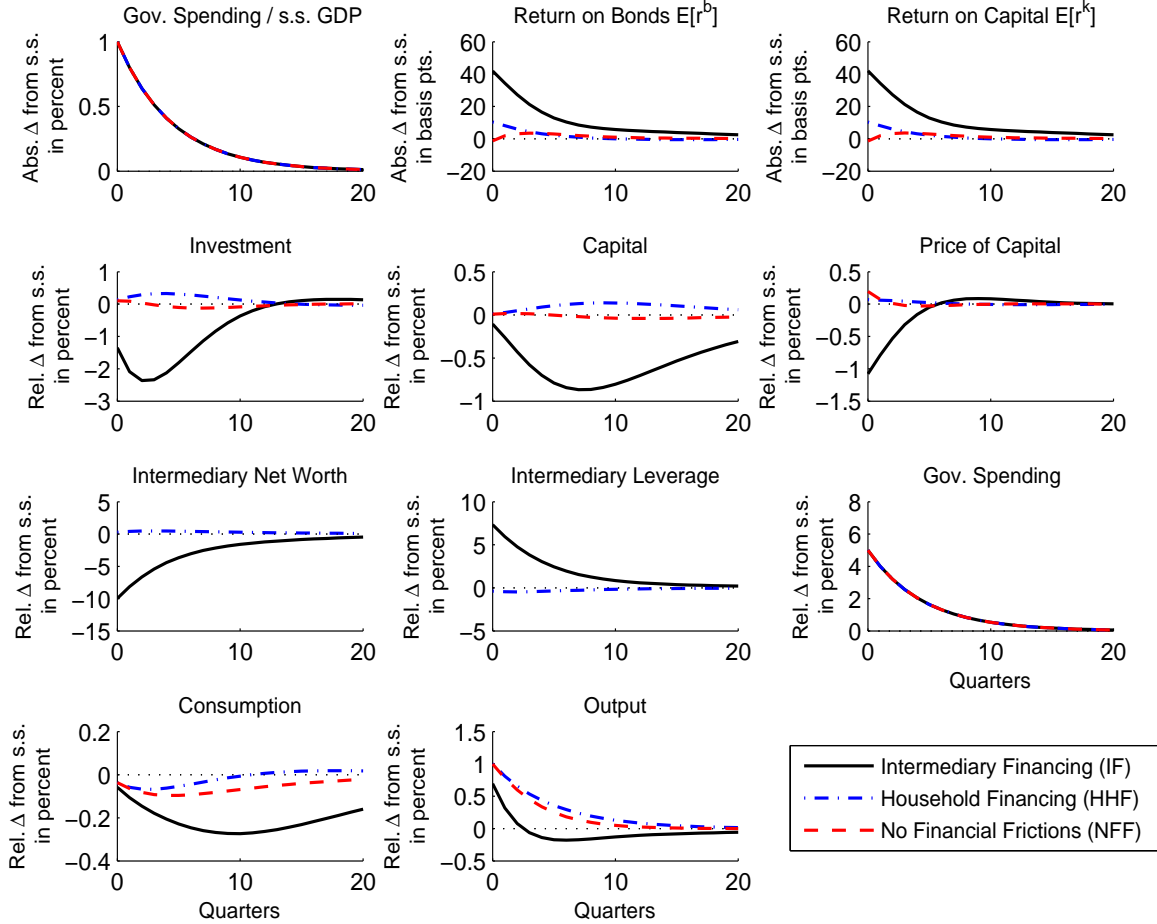 Gov. Spending / s.s. GDP
Abs. Δ from s.s.
in percent
1
0.5
0
0 10 20
Return on Bonds E[r^b]
Abs. Δ from s.s.
in basis pts.
60
40
20
0
−20
0 10 20
Return on Capital E[r^k]
Abs. Δ from s.s.
in basis pts.
60
40
20
0
−20
0 10 20
Investment
Rel. Δ from s.s.
in percent
1
0
−1
−2
−3
0 10 20
Capital
Rel. Δ from s.s.
in percent
0.5
0
−0.5
−1
0 10 20
Price of Capital
Rel. Δ from s.s.
in percent
0.5
0
−0.5
−1
−1.5
0 10 20
Intermediary Net Worth
Rel. Δ from s.s.
in percent
5
0
−5
−10
−15
0 10 20
Intermediary Leverage
Rel. Δ from s.s.
in percent
10
5
0
−5
0 10 20
Gov. Spending
Rel. Δ from s.s.
in percent
8
6
4
2
0
0 10 20
Quarters
Consumption
Rel. Δ from s.s.
in percent
0.2
0
−0.2
−0.4
0 10 20
Quarters
Output
Rel. Δ from s.s.
in percent
1.5
1
0.5
0
−0.5
0 10 20
Quarters
Intermediary Financing (IF)
Household Financing (HHF)
No Financial Frictions (NFF)